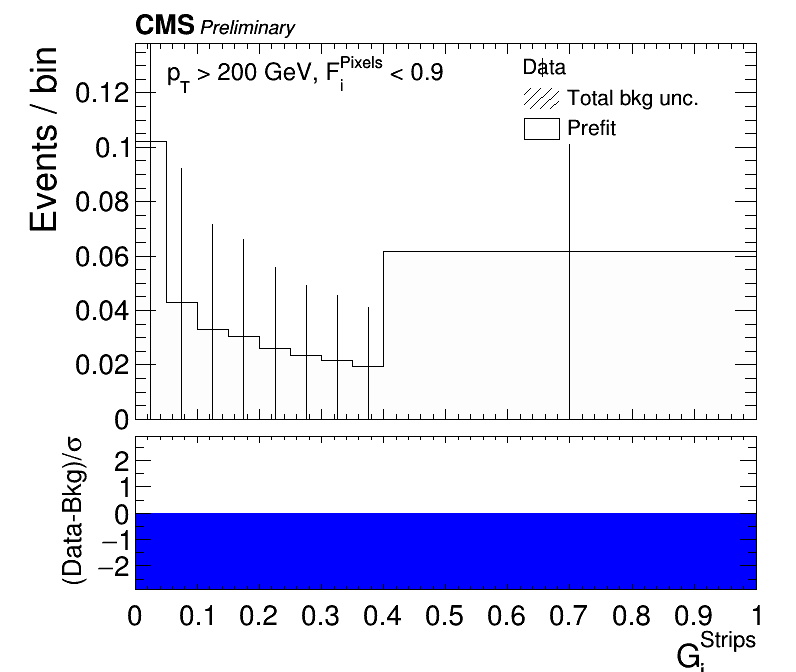 CMS Preliminary
Events / bin
p_T > 200 GeV, F_i^Pixels < 0.9
Data
Total bkg unc.
Prefit
0.12
0.1
0.08
0.06
0.04
0.02
0
(Data-Bkg)/σ
2
1
0
−1
−2
0 0.1 0.2 0.3 0.4 0.5 0.6 0.7 0.8 0.9 1
G_i^Strips